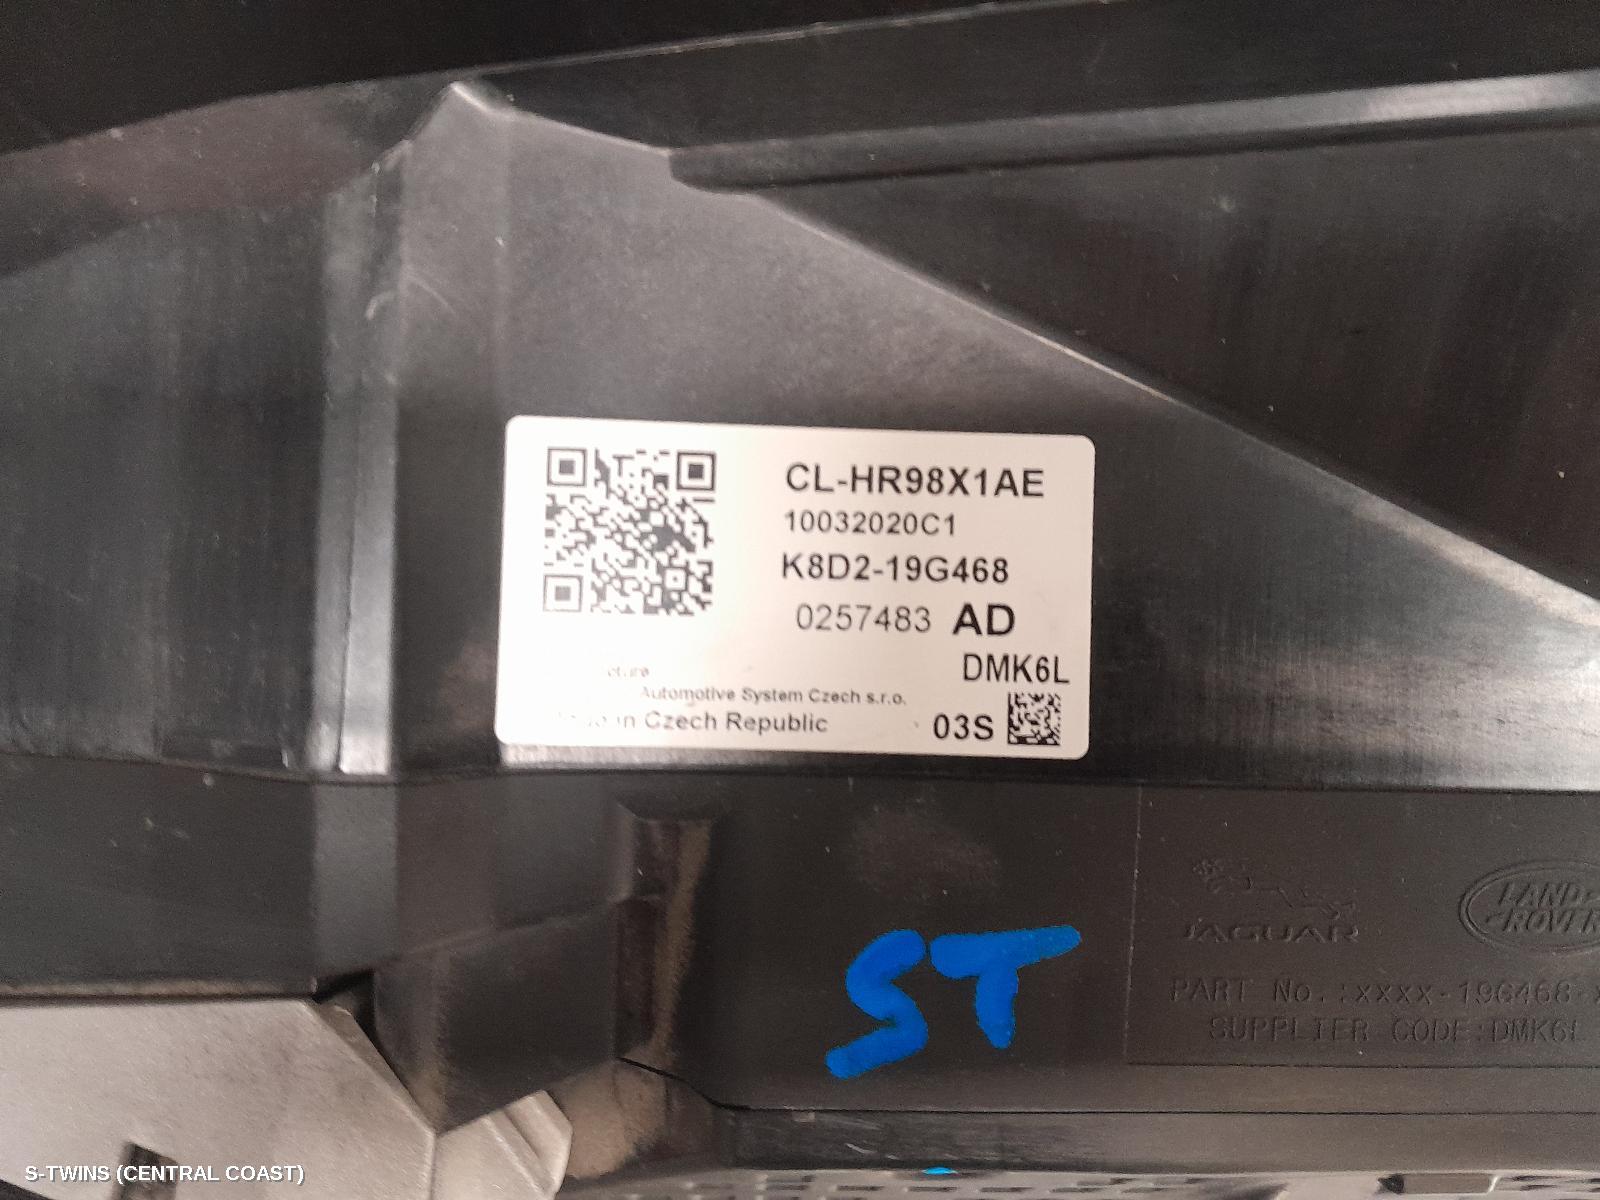 CL-HR98X1AE
10032020C1
K8D2-19G468
0257483 AD
DMK6L
Automotive System Czech s.r.o.
in Czech Republic
03S
ST
JAGUAR
LAND
ROVER
PART No.:xxxx-19G468-x
SUPPLIER CODE:DMK6L
S-TWINS (CENTRAL COAST)